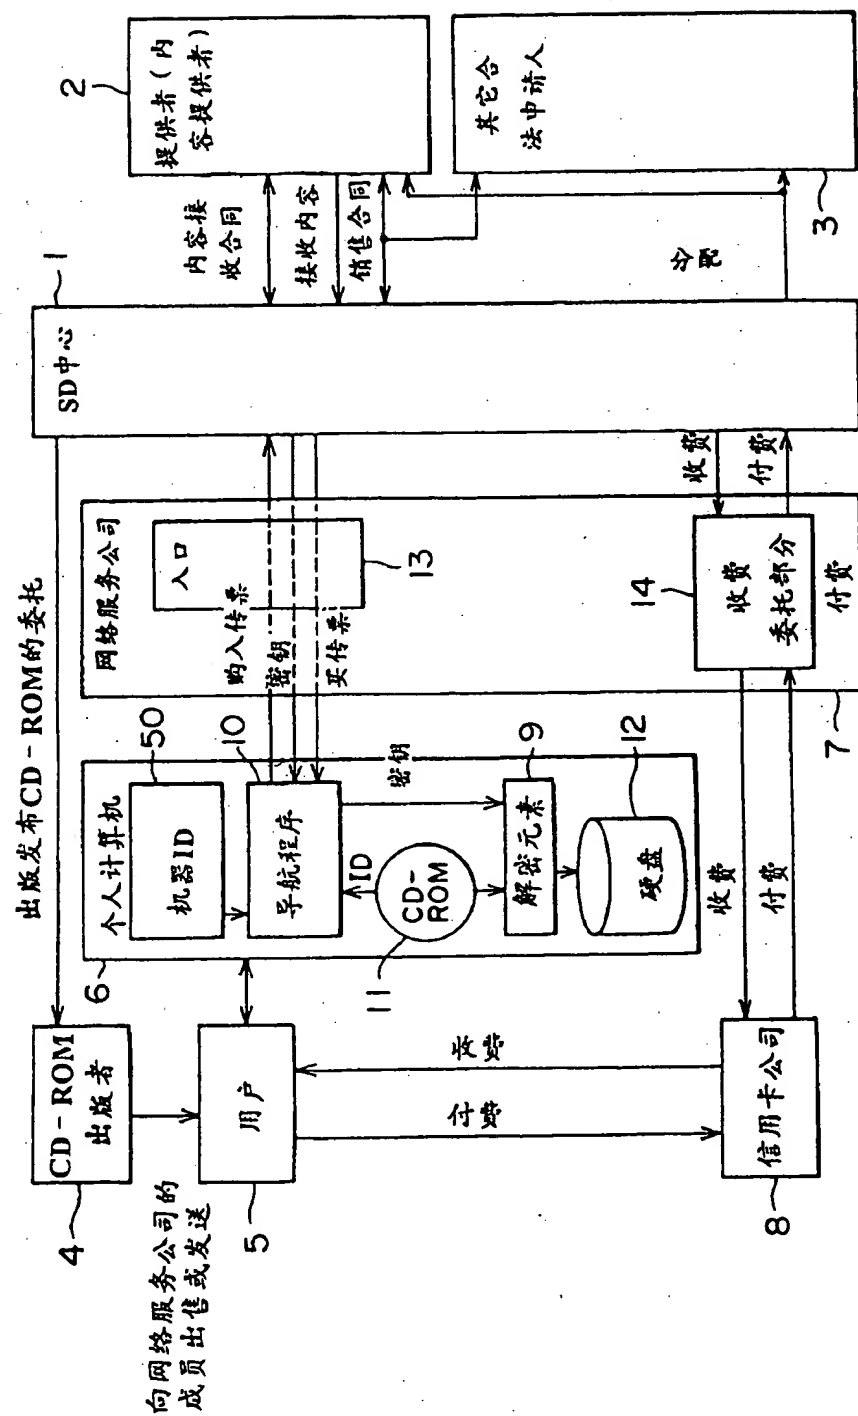 出版发布CD-ROM的委托
1
SD中心
2
提供者(内
容提供者)
其它合
法申请人
3
内容接
收合同
接收内容
销售合同
分配
网络服务公司
入口
13
购入传票
密钥
买传票
14
收费
委托部分
收费
付费
付费
7
个人计算机
6
50
机器ID
10
导航程序
密钥
ID
CD-
ROM
11
9
解密元素
12
硬盘
收费
付费
CD-ROM
出版者
4
用户
5
向网络服务公司的
成员出售或发送
收费
付费
信用卡公司
8